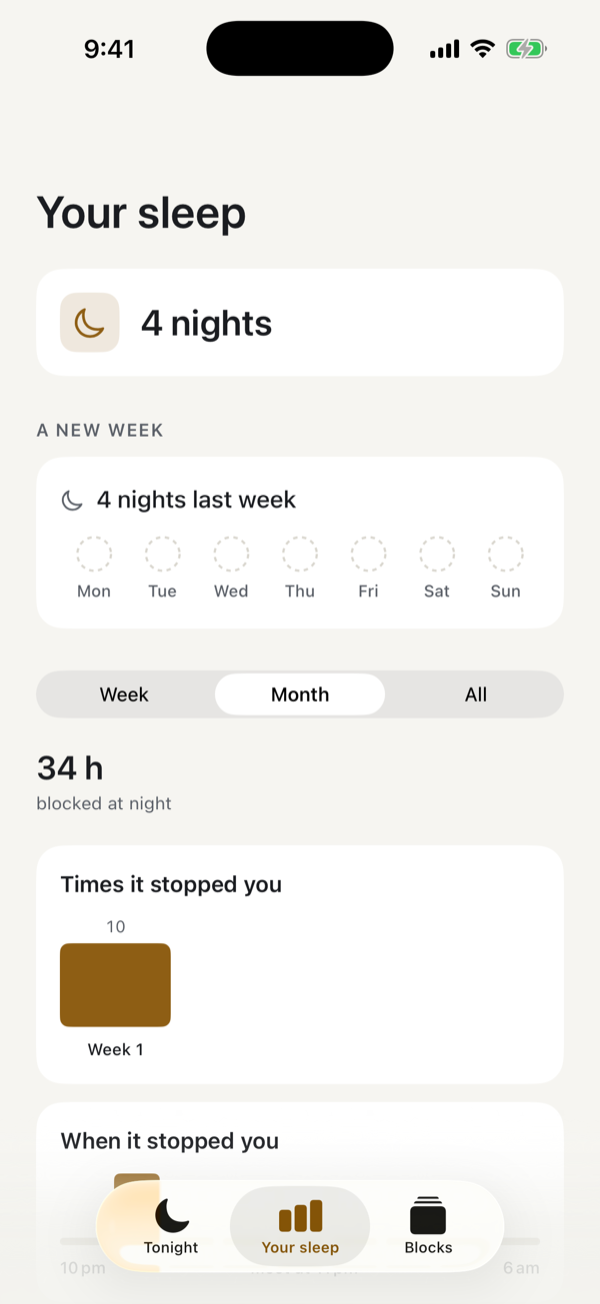 9:41
Your sleep
4 nights
A NEW WEEK
4 nights last week
Mon Tue Wed Thu Fri Sat Sun
Week Month All
34 h
blocked at night
Times it stopped you
10
Week 1
When it stopped you
Tonight Your sleep Blocks
10 pm 6 am